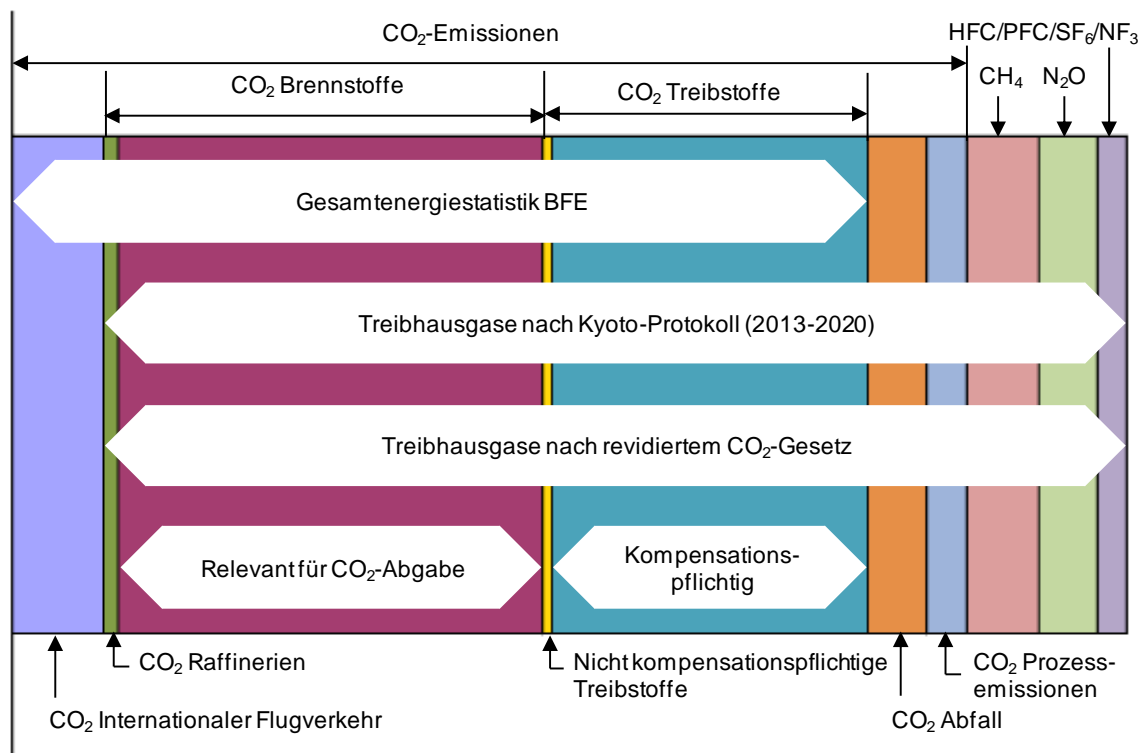 CO₂-Emissionen
HFC/PFC/SF₆/NF₃
CO₂ Brennstoffe
CO₂ Treibstoffe
CH₄
N₂O
Gesamtenergiestatistik BFE
Treibhausgase nach Kyoto-Protokoll (2013-2020)
Treibhausgase nach revidiertem CO₂-Gesetz
Relevant für CO₂-Abgabe
Kompensations-
pflichtig
CO₂ Raffinerien
Nicht kompensationspflichtige
Treibstoffe
CO₂ Prozess-
emissionen
CO₂ Internationaler Flugverkehr
CO₂ Abfall